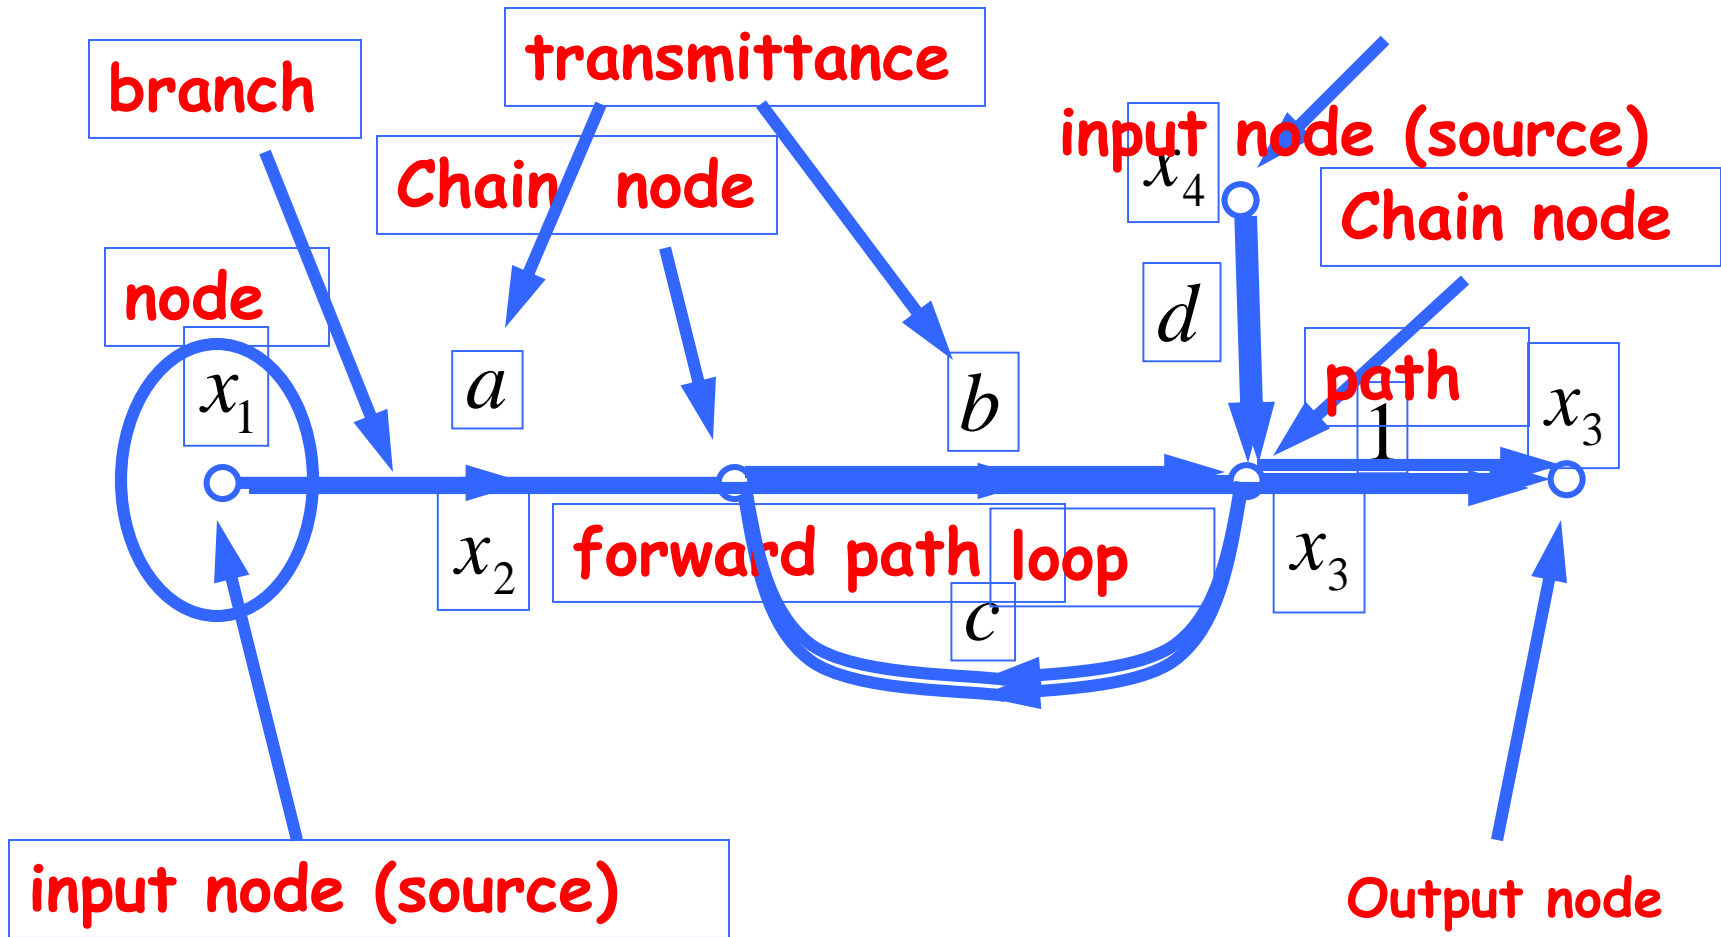 transmittance
branch
input node (source)
x4
Chain node
Chain node
node
d
path
x1
a
b
1
x3
x2
forward path
loop
x3
c
input node (source)
Output node